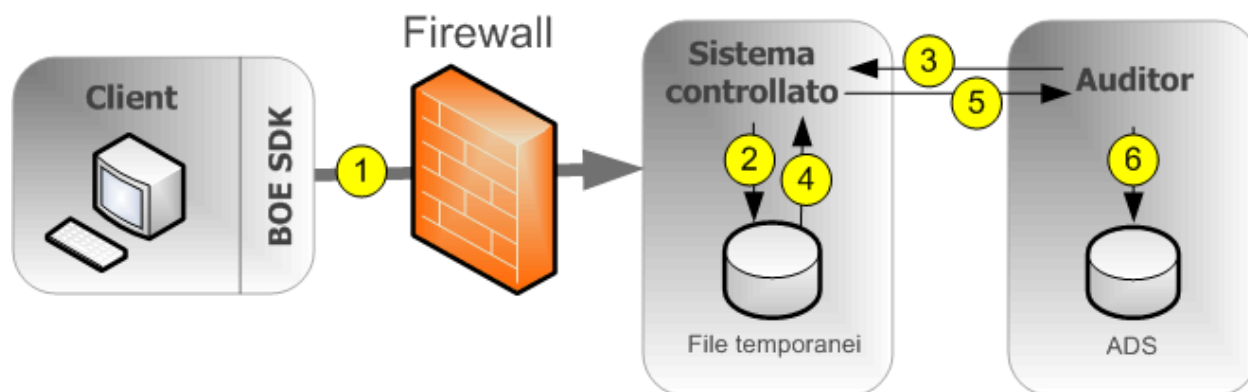 Firewall
Client
BOE SDK
1
Sistema
controllato
2
4
File temporanei
3
5
Auditor
6
ADS